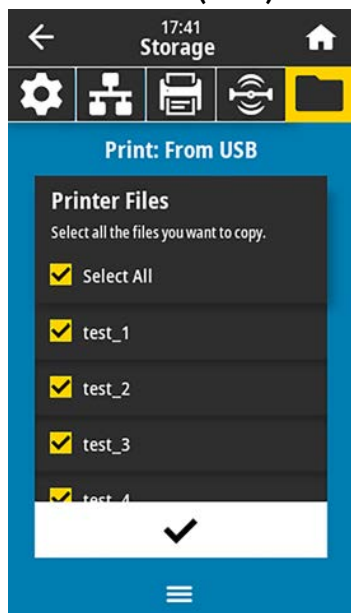 17:41
Storage
Print: From USB
Printer Files
Select all the files you want to copy.
Select All
test_1
test_2
test_3
test_4